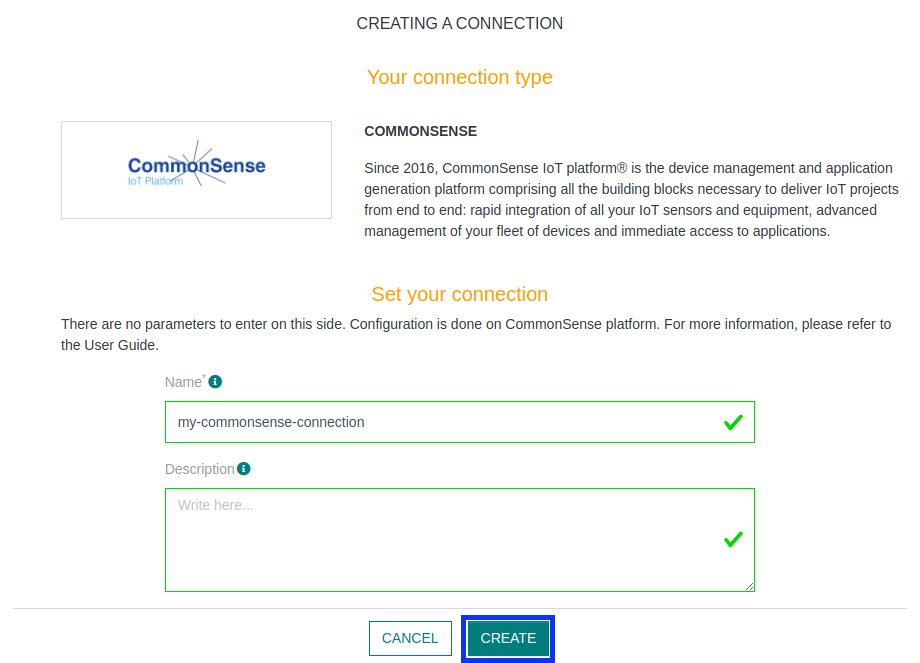 CREATING A CONNECTION
Your connection type
CommonSense
IoT Platform
COMMONSENSE
Since 2016, CommonSense IoT platform® is the device management and application
generation platform comprising all the building blocks necessary to deliver IoT projects
from end to end: rapid integration of all your IoT sensors and equipment, advanced
management of your fleet of devices and immediate access to applications.
Set your connection
There are no parameters to enter on this side. Configuration is done on CommonSense platform. For more information, please refer to
the User Guide.
Name*
my-commonsense-connection
Description
Write here...
CANCEL CREATE